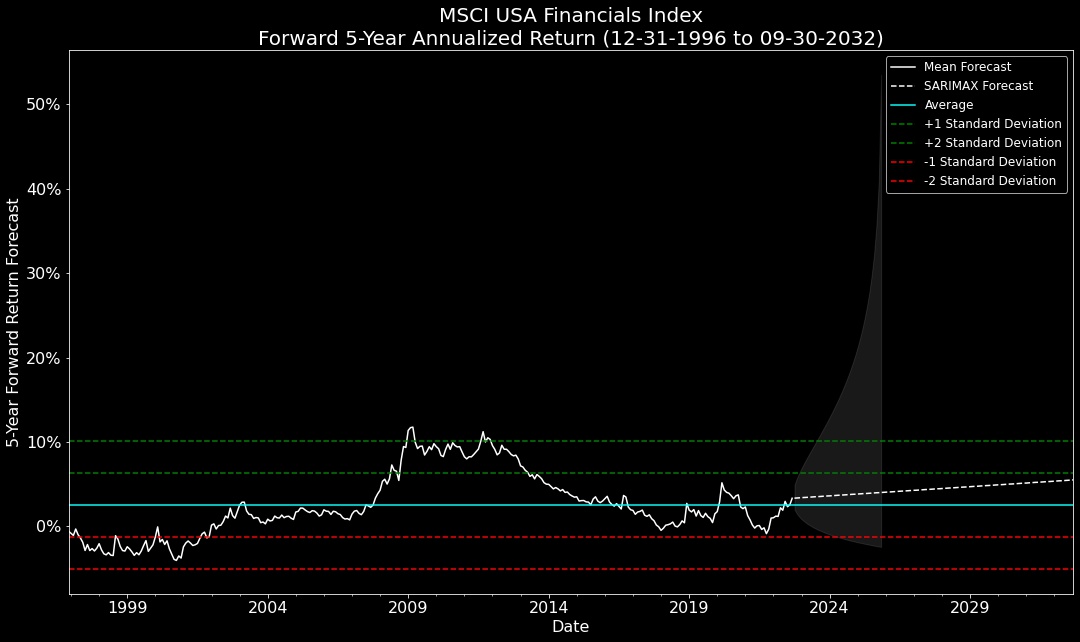 MSCI USA Financials Index
Forward 5-Year Annualized Return (12-31-1996 to 09-30-2032)
Mean Forecast
SARIMAX Forecast
Average
+1 Standard Deviation
+2 Standard Deviation
-1 Standard Deviation
-2 Standard Deviation
5-Year Forward Return Forecast
50%
40%
30%
20%
10%
0%
1999
2004
2009
2014
2019
2024
2029
Date